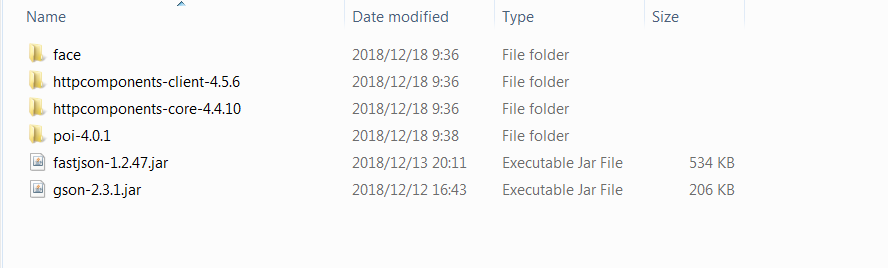 Name Date modified Type Size
face 2018/12/18 9:36 File folder
httpcomponents-client-4.5.6 2018/12/18 9:36 File folder
httpcomponents-core-4.4.10 2018/12/18 9:36 File folder
poi-4.0.1 2018/12/18 9:38 File folder
fastjson-1.2.47.jar 2018/12/13 20:11 Executable Jar File 534 KB
gson-2.3.1.jar 2018/12/12 16:43 Executable Jar File 206 KB